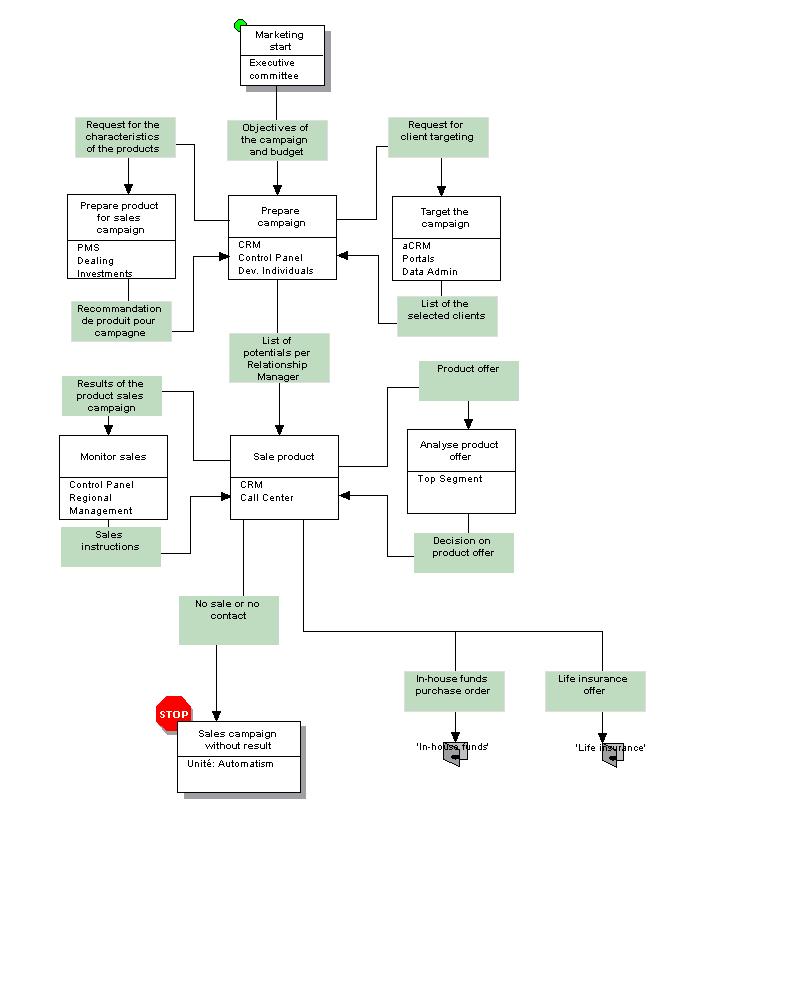 Marketing
start
Executive
committee
Request for the
characteristics
of the products
Objectives of
the campaign
and budget
Request for
client targeting
Prepare product
for sales
campaign
PMS
Dealing
Investments
Prepare
campaign
CRM
Control Panel
Dev. Individuals
Target the
campaign
aCRM
Portals
Data Admin
Recommandation
de produit pour
campagne
List of the
selected clients
List of
potentials per
Relationship
Manager
Results of the
product sales
campaign
Product offer
Monitor sales
Control Panel
Regional
Management
Sale product
CRM
Call Center
Analyse product
offer
Top Segment
Sales
instructions
Decision on
product offer
No sale or no
contact
In-house funds
purchase order
Life insurance
offer
STOP
Sales campaign
without result
Unité: Automatism
'In-house funds'
'Life insurance'